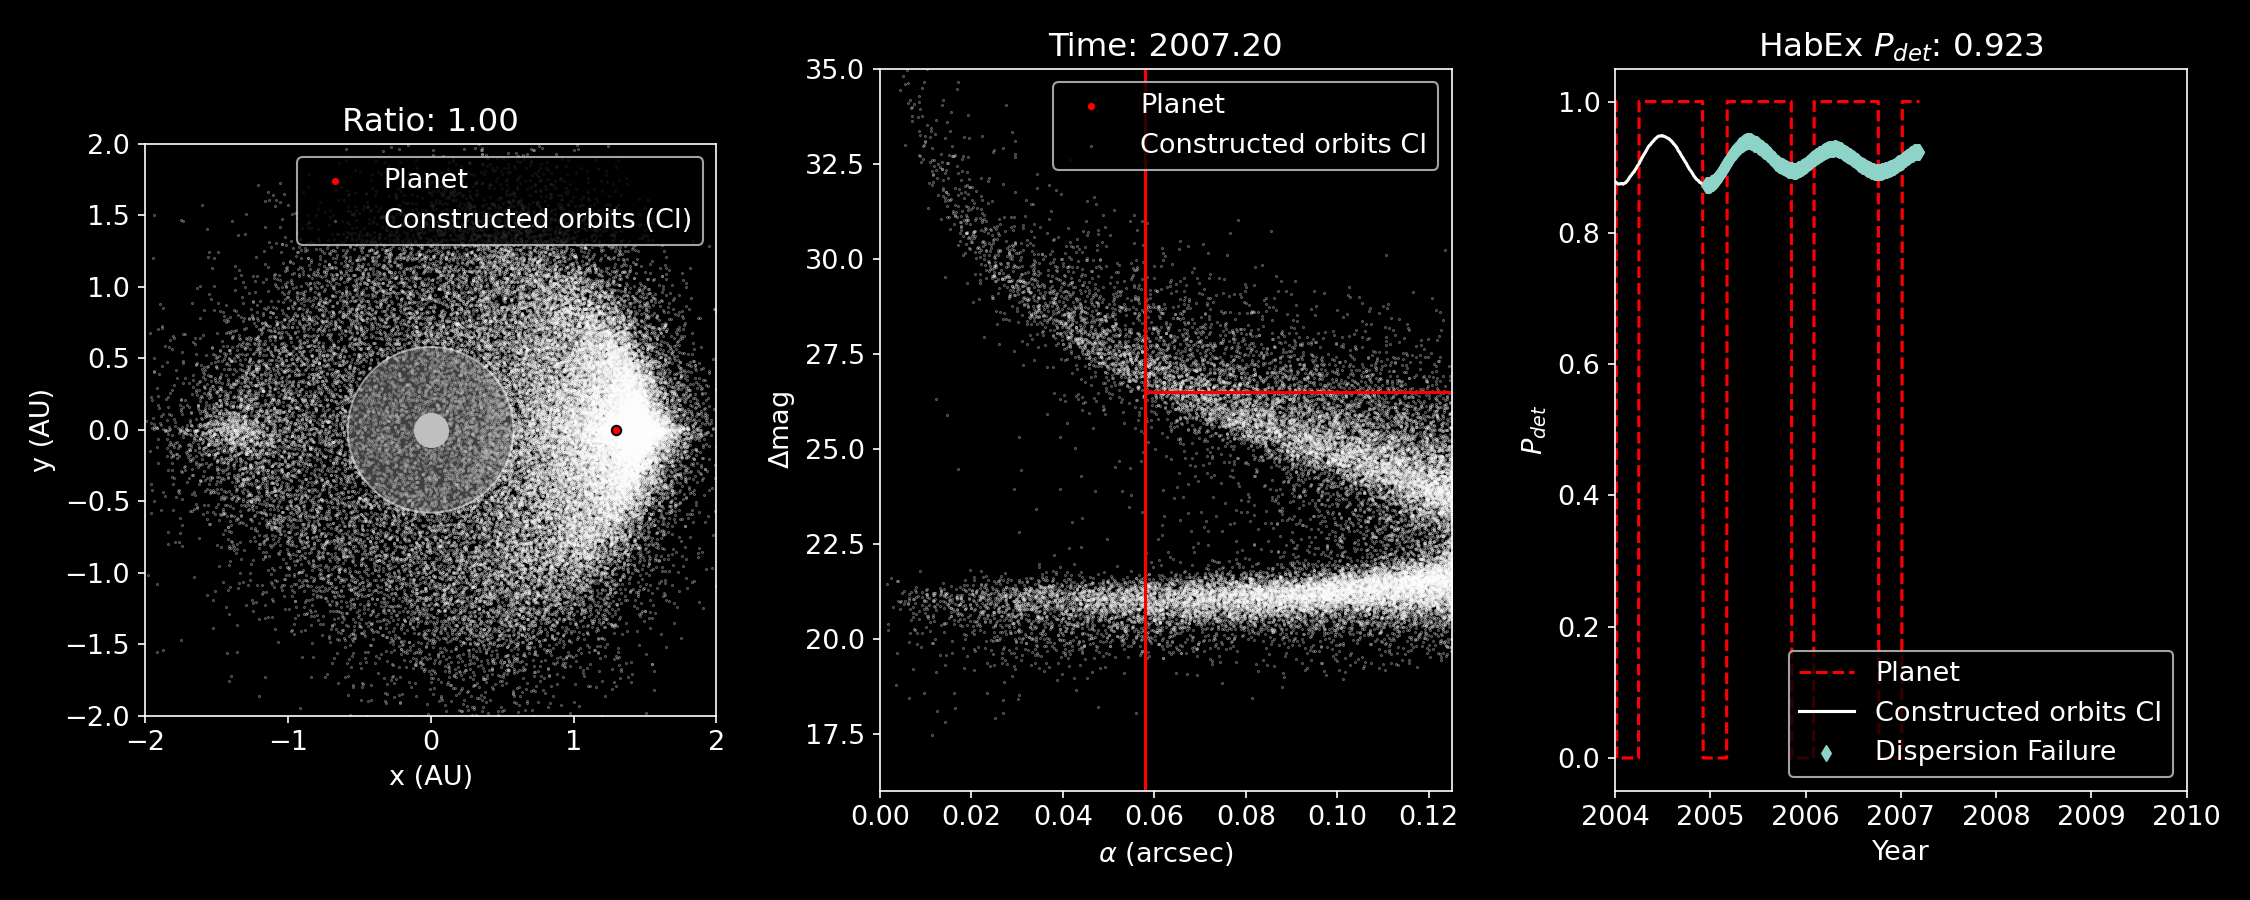 Ratio: 1.00
Planet
Constructed orbits (CI)
2.0
1.5
1.0
0.5
0.0
−0.5
−1.0
−1.5
−2.0
−2 −1 0 1 2
x (AU)
y (AU)
Time: 2007.20
Planet
Constructed orbits CI
35.0
32.5
30.0
27.5
25.0
22.5
20.0
17.5
0.00 0.02 0.04 0.06 0.08 0.10 0.12
α (arcsec)
Δmag
HabEx P_det: 0.923
1.0
0.8
0.6
0.4
0.2
0.0
Planet
Constructed orbits CI
Dispersion Failure
2004 2005 2006 2007 2008 2009 2010
Year
P_det